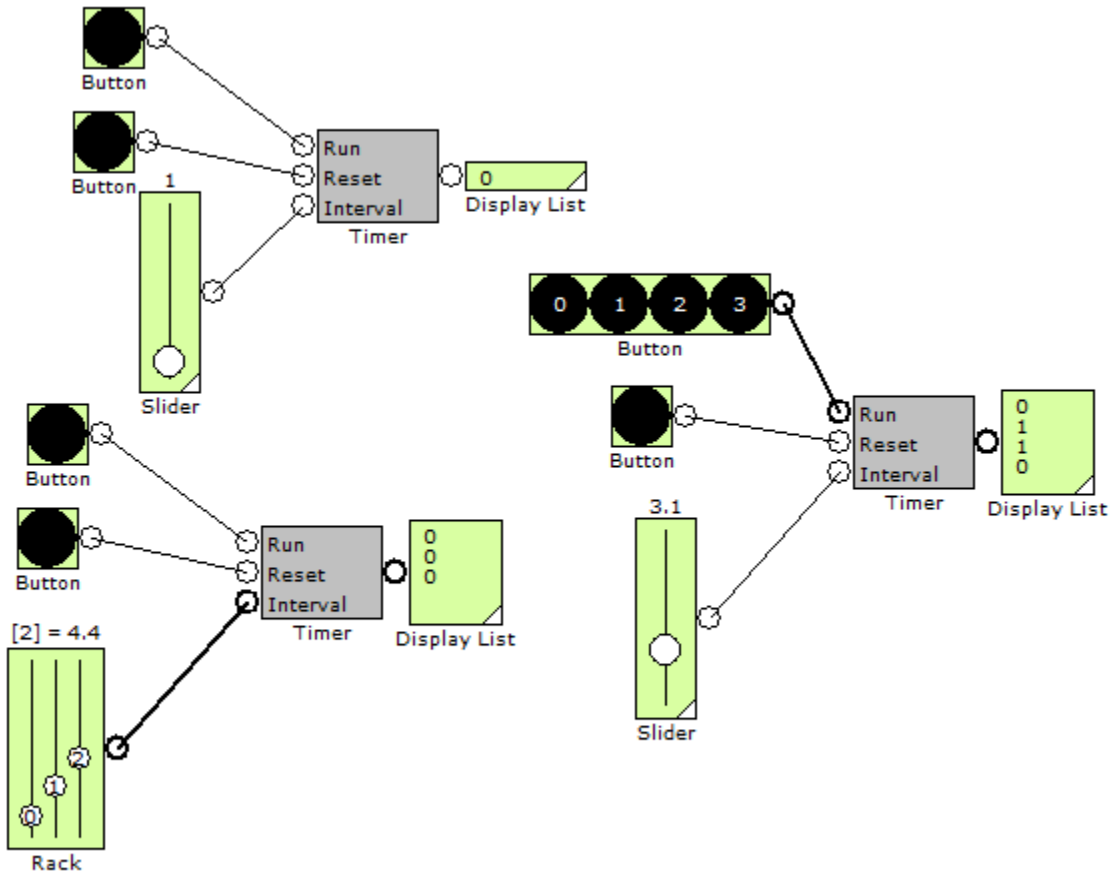 Button
Button
1
Run
Reset
Interval
Timer
0
Display List
Slider
0 1 2 3
Button
Button
3.1
Run
Reset
Interval
Timer
0
1
1
0
Display List
Slider
Button
Button
Run
Reset
Interval
Timer
0
0
0
Display List
[2] = 4.4
0 1 2
Rack